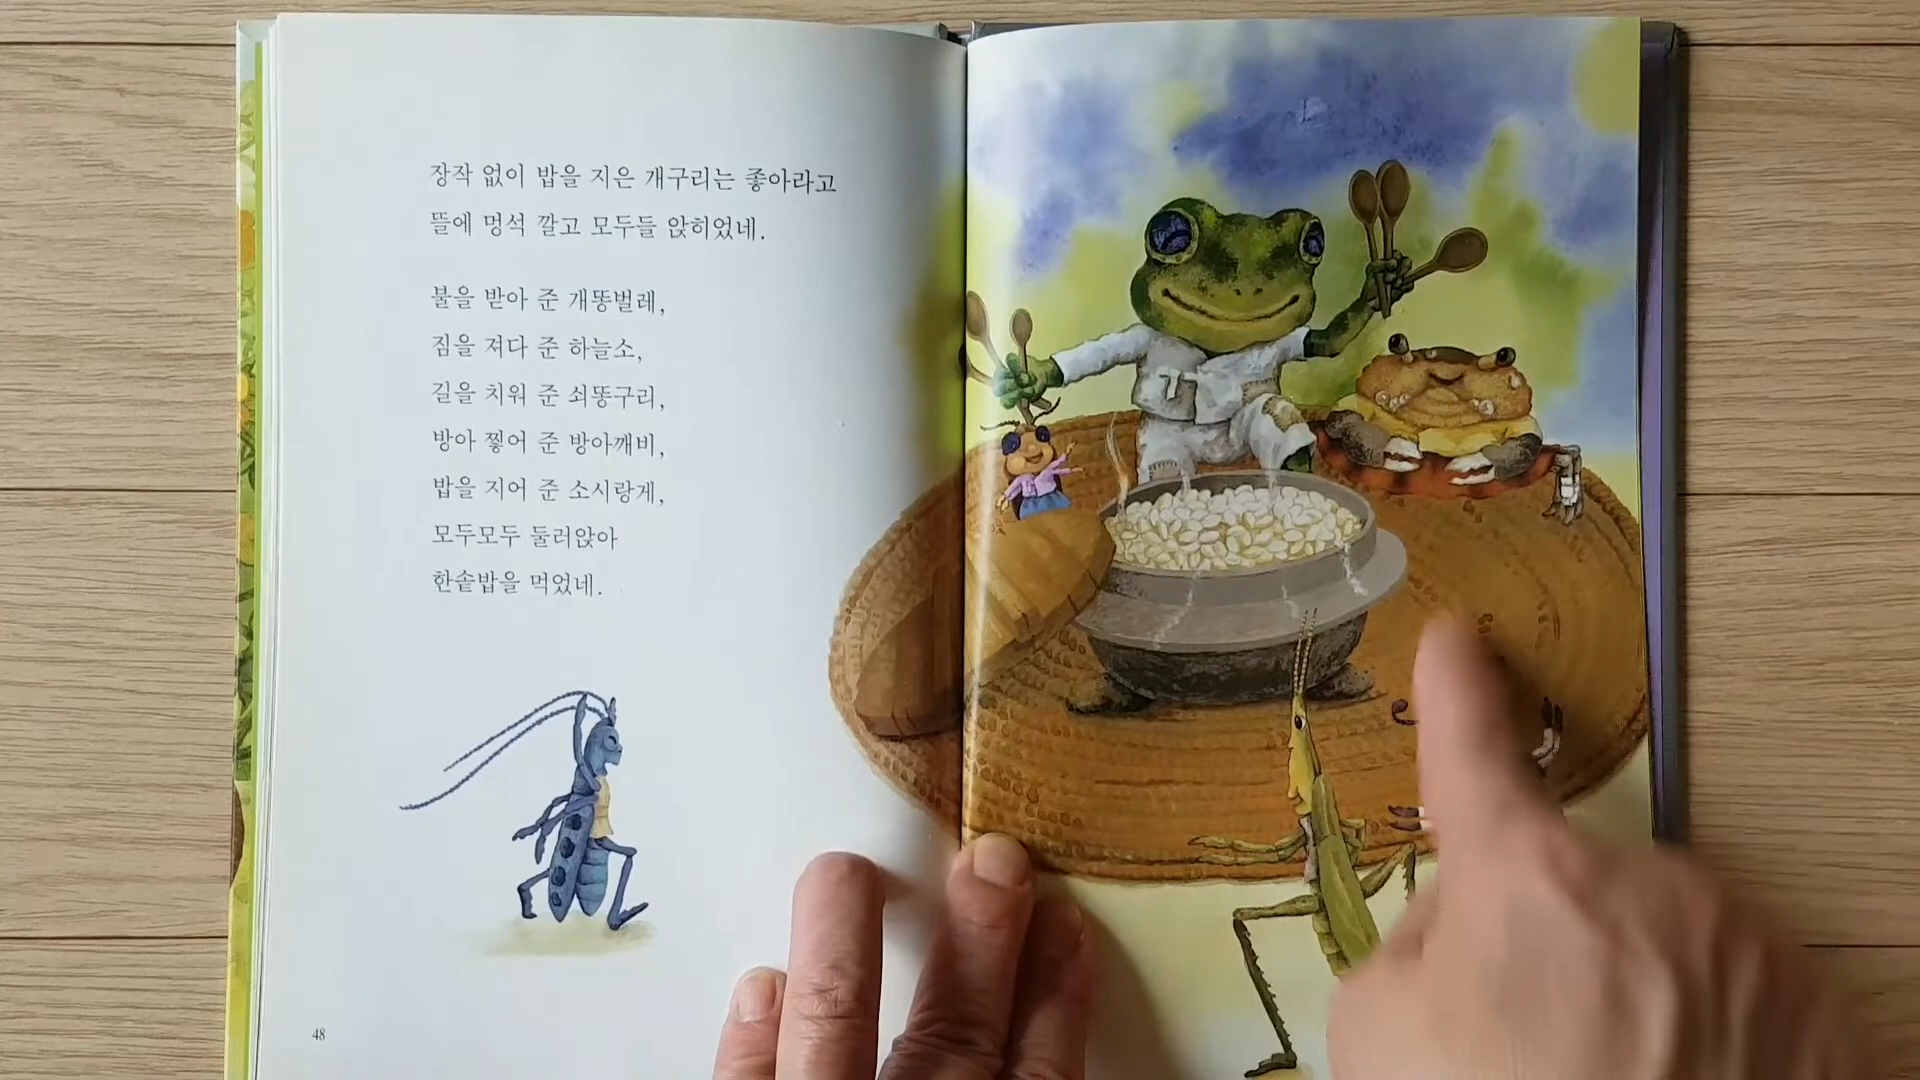 장작 없이 밥을 지은 개구리는 좋아라고
뜰에 멍석 깔고 모두들 앉히었네.
불을 받아 준 개똥벌레,
짐을 져다 준 하늘소,
길을 치워 준 쇠똥구리,
방아 찧어 준 방아깨비,
밥을 지어 준 소시랑게,
모두모두 둘러앉아
한솥밥을 먹었네.
48